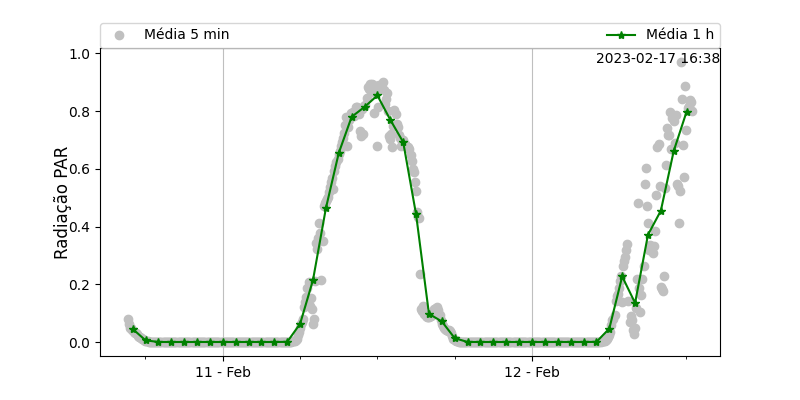 Média 5 min
Média 1 h
2023-02-17 16:38
1.0
0.8
0.6
0.4
0.2
0.0
Radiação PAR
11 - Feb
12 - Feb